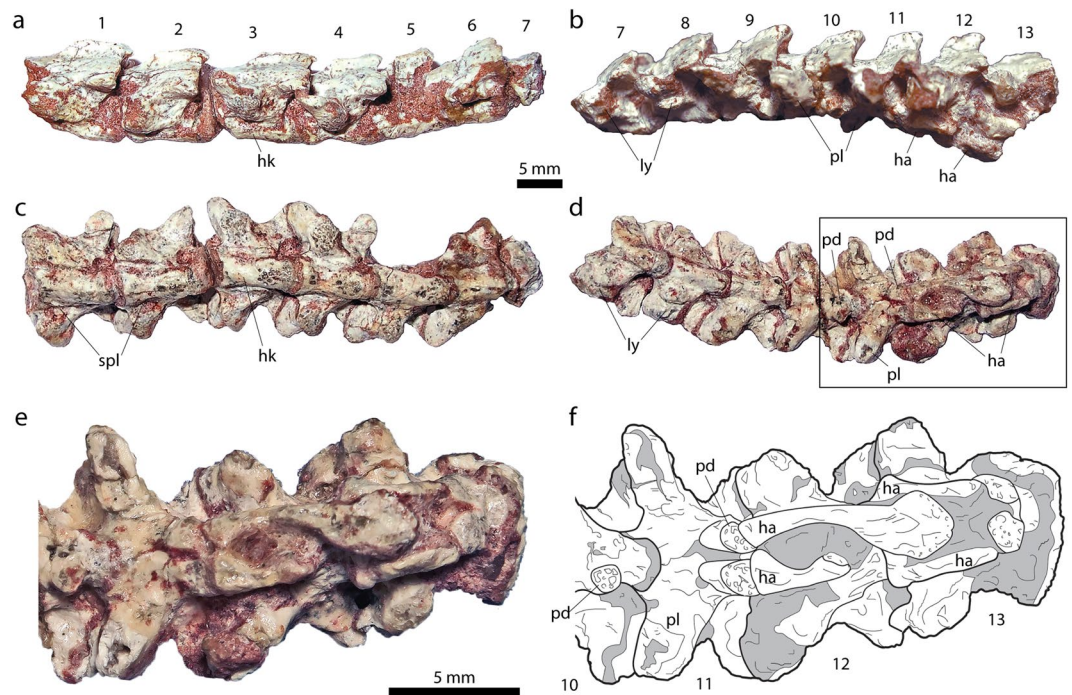 a
1 2 3 4 5 6 7
hk
b
7 8 9 10 11 12 13
ly pl ha ha
5 mm
c
spl hk
d
pd pd
ly pl ha
e
5 mm
f
pd ha
ha
ha ha
pd pl 13
12
10 11